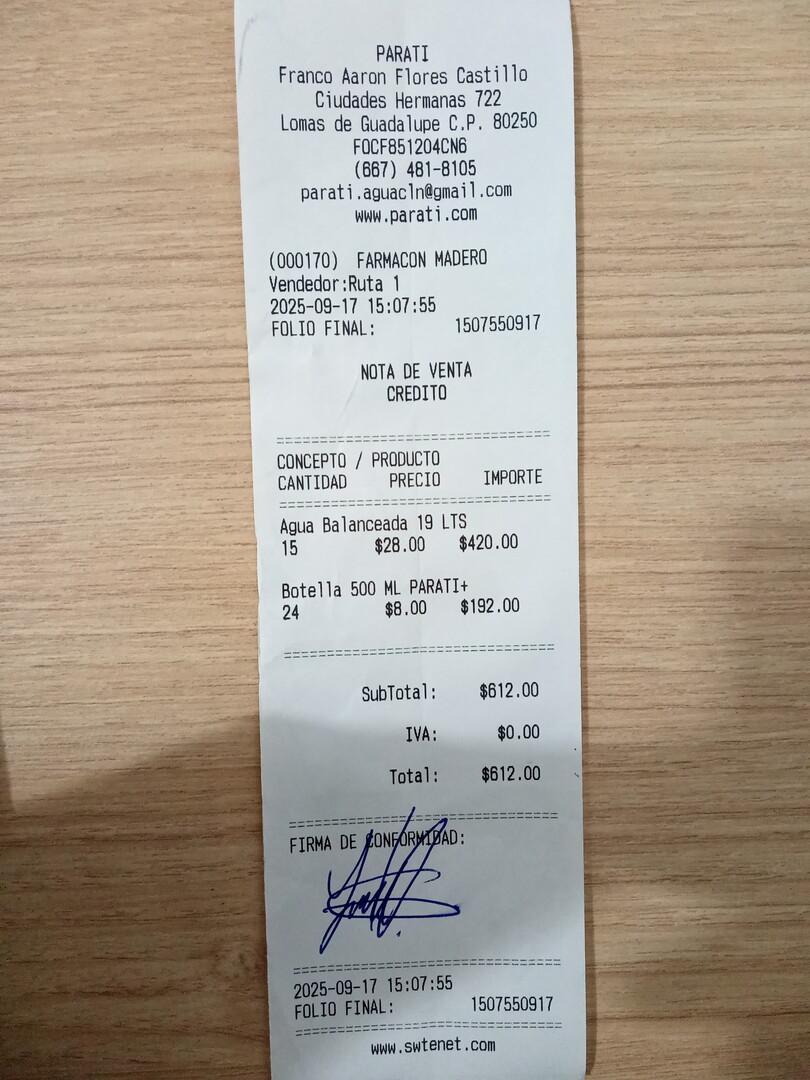 PARATI
Franco Aaron Flores Castillo
Ciudades Hermanas 722
Lomas de Guadalupe C.P. 80250
FOCF851204CN6
(667) 481-8105
parati.aguacln@gmail.com
www.parati.com
(000170) FARMACON MADERO
Vendedor:Ruta 1
2025-09-17 15:07:55
FOLIO FINAL: 1507550917
NOTA DE VENTA
CREDITO
CONCEPTO / PRODUCTO
CANTIDAD PRECIO IMPORTE
Agua Balanceada 19 LTS
15 $28.00 $420.00
Botella 500 ML PARATI+
24 $8.00 $192.00
SubTotal: $612.00
IVA: $0.00
Total: $612.00
FIRMA DE CONFORMIDAD:
2025-09-17 15:07:55
FOLIO FINAL: 1507550917
www.swtenet.com